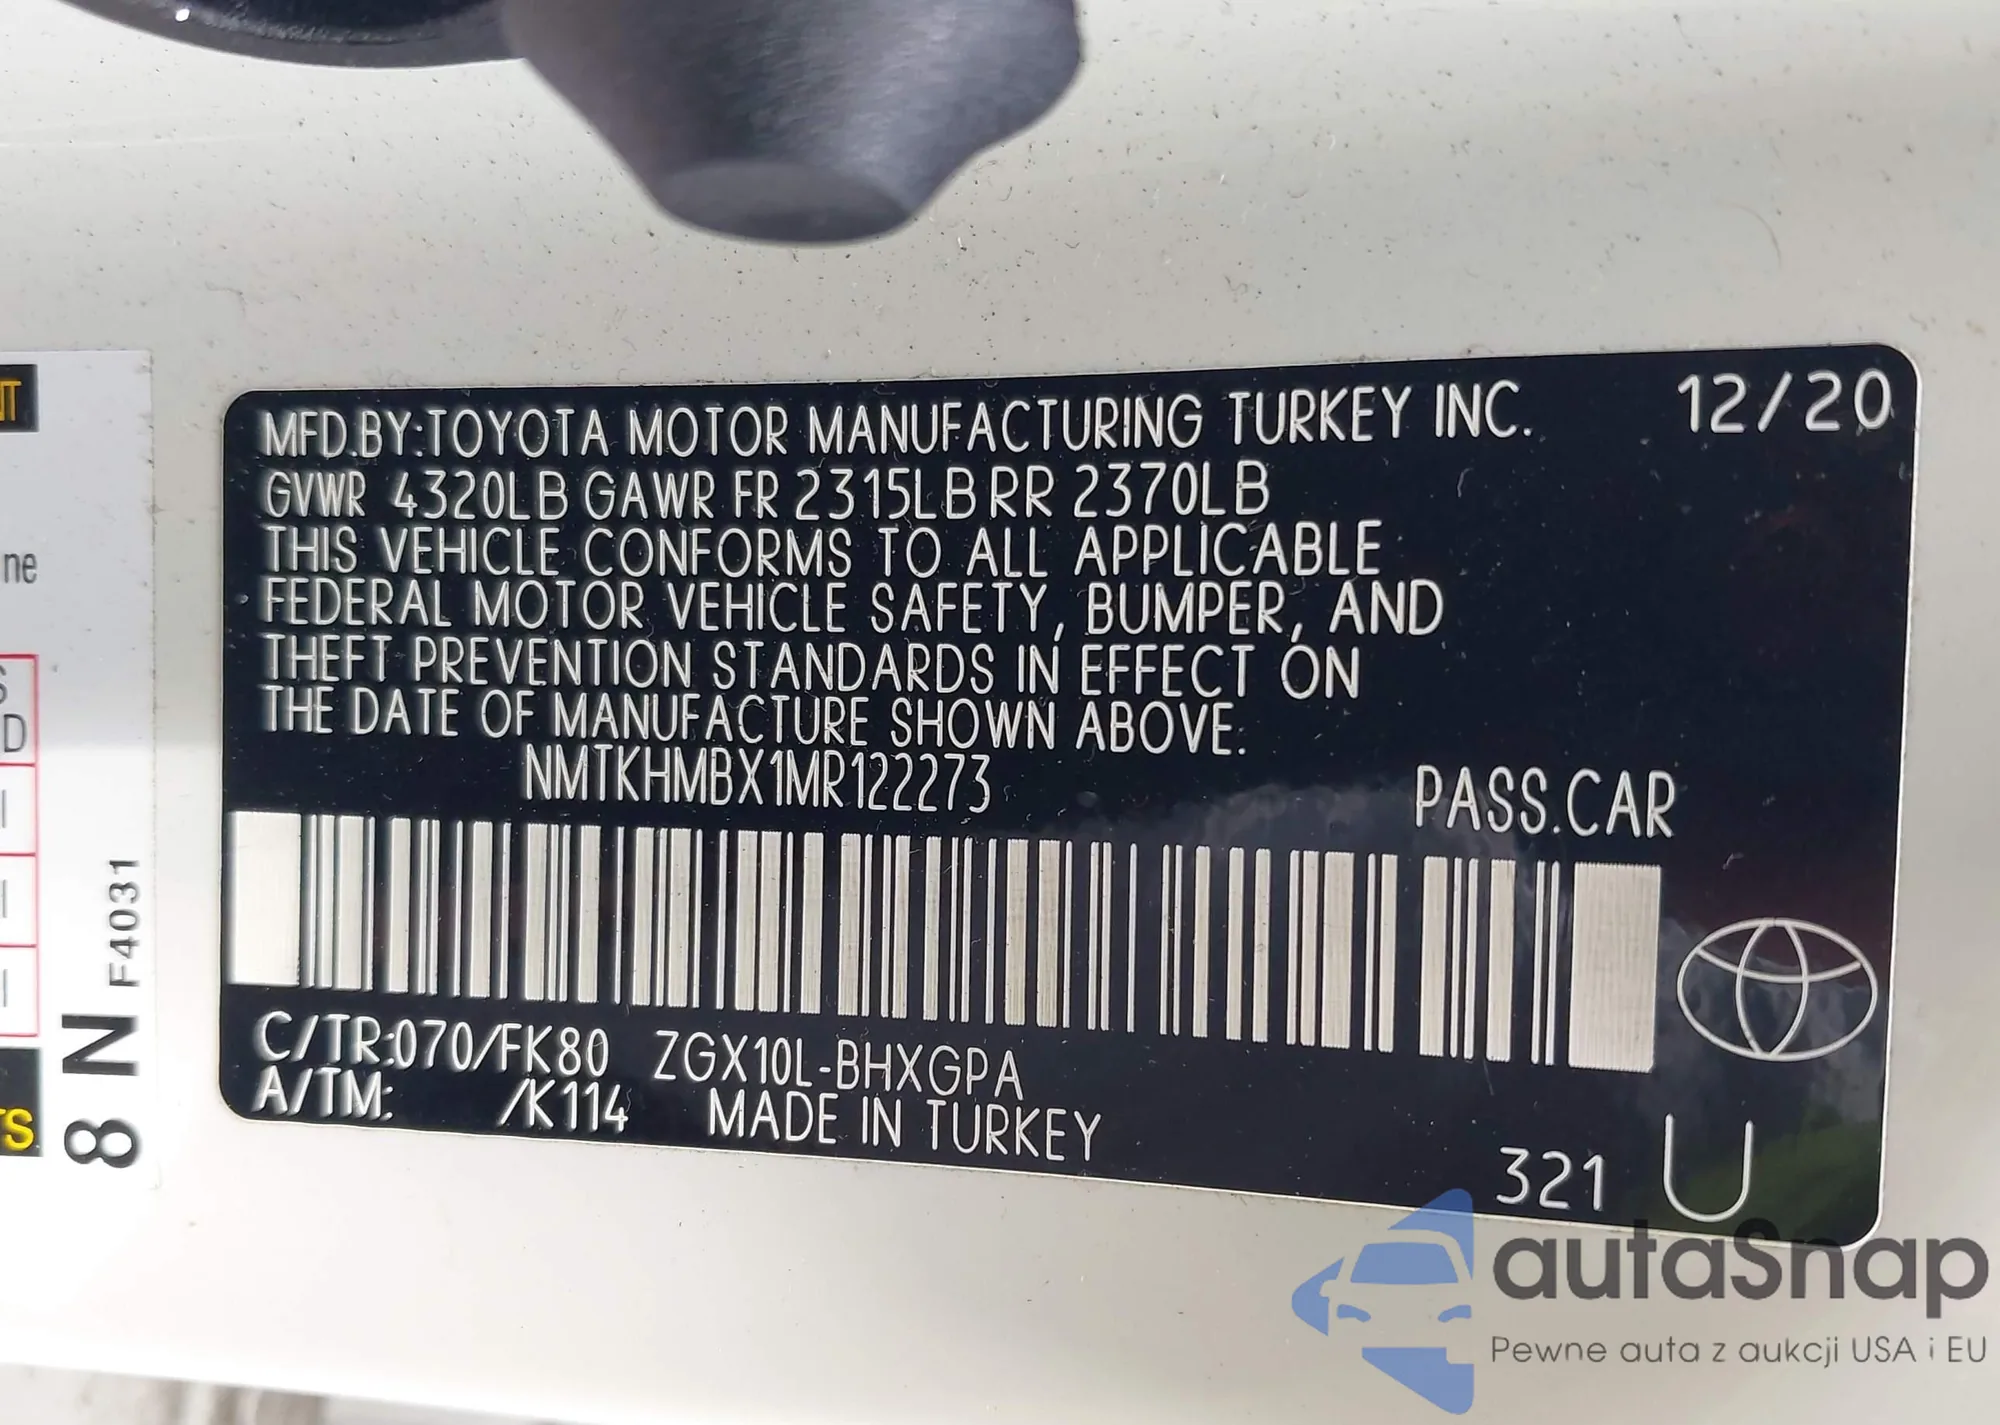 MFD.BY:TOYOTA MOTOR MANUFACTURING TURKEY INC. 12/20
GVWR 4320LB GAWR FR 2315LB RR 2370LB
THIS VEHICLE CONFORMS TO ALL APPLICABLE
FEDERAL MOTOR VEHICLE SAFETY, BUMPER, AND
THEFT PREVENTION STANDARDS IN EFFECT ON
THE DATE OF MANUFACTURE SHOWN ABOVE.
NMTKHMBX1MR122273
PASS.CAR
C/TR:070/FK80 ZGX10L-BHXGPA
A/TM: /K114 MADE IN TURKEY
321 U
8 N F4031
autaSnap
Pewne auta z aukcji USA i EU